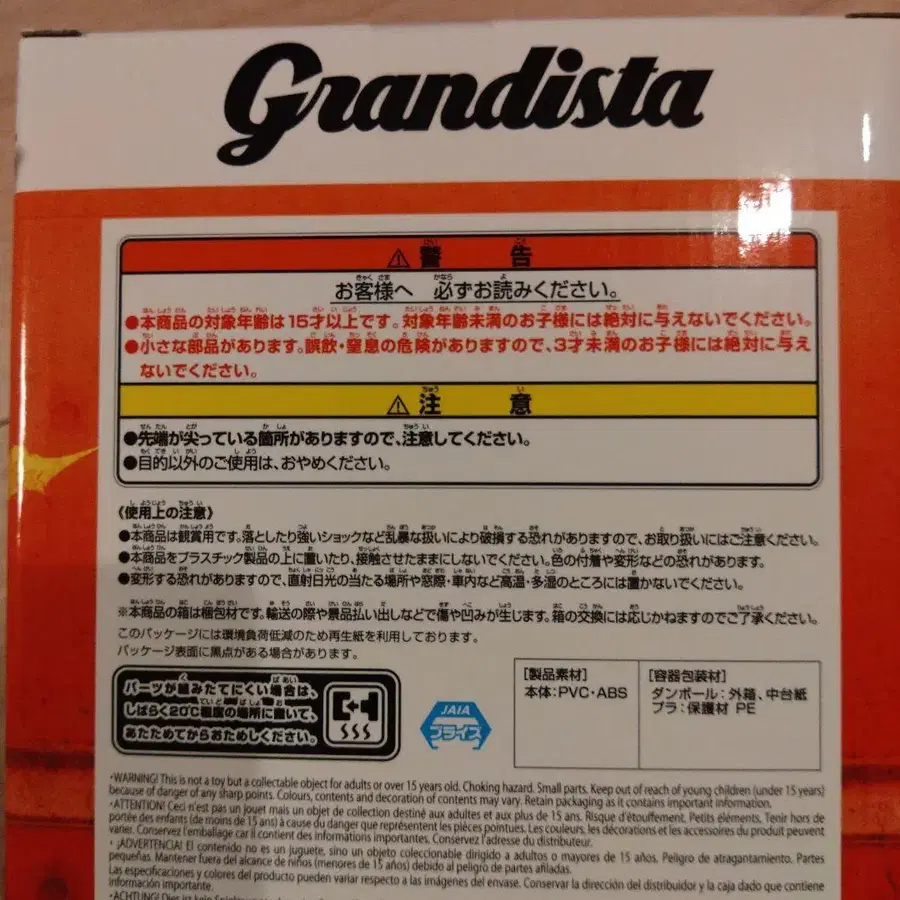 Grandista
⚠警 告
お客様へ 必ずお読みください。
●本商品の対象年齢は15才以上です。対象年齢未満のお子様には絶対に与えないでください。
●小さな部品があります。誤飲・窒息の危険がありますので、3才未満のお子様には絶対に与え
ないでください。
⚠注 意
●先端が尖っている箇所がありますので、注意してください。
●目的以外のご使用は、おやめください。
《使用上の注意》
●本商品は観賞用です。落としたり強いショックなど乱暴な扱いにより破損する恐れがありますので、お取り扱いにはご注意ください。
●本商品をプラスチック製品の上に置いたり、接触させたままにしないでください。色の付着や変形などの恐れがあります。
●変形する恐れがありますので、直射日光の当たる場所や窓際・車内など高温・多湿のところには置かないでください。
※本商品の箱は梱包材です。輸送の際や景品払い出しなどで傷や凹みが生じます。箱の交換には応じかねますのでご了承ください。
このパッケージには環境負荷低減のため再生紙を利用しております。
パッケージ表面に黒点がある場合があります。
パーツが組みたてにくい場合は、
しばらく20℃程度の場所に置いて、
あたためてからおためしください。
JAIA
プライズ
[製品素材]
本体:PVC・ABS
[容器包装材]
ダンボール:外箱、中台紙
プラ:保護材 PE
・WARNING! This is not a toy but a collectable object for adults or over 15 years old. Choking hazard. Small parts. Keep out of reach of young children (under 15 years)
because of danger of any sharp points. Colours, contents and decoration of contents may vary. Retain packaging as it contains important information.
・ATTENTION! Ceci n'est pas un jouet mais un objet de collection destiné aux adultes et aux plus de 15 ans. Risque d'étouffement. Petits éléments. Tenir hors de
portée des enfants (de moins de 15 ans) à cause du danger que représentent les pièces pointues. Les couleurs, les décorations et les accessoires du produit peuvent
varier. Conservez l'emballage car il contient des informations importantes. Conservez l'adresse du distributeur.
・¡ADVERTENCIA! El contenido no es un juguete, sino un objeto coleccionable dirigido a adultos o mayores de 15 años. Peligro de atragantamiento. Partes
pequeñas. Mantener fuera del alcance de niños (menores de 15 años) debido al peligro de partes afiladas.
Las especificaciones y colores del producto pueden variar respecto a las imágenes del envase. Conservar la dirección del distribuidor y la caja dado que contiene
información importante.
・ACHTUNG! Dies ist kein